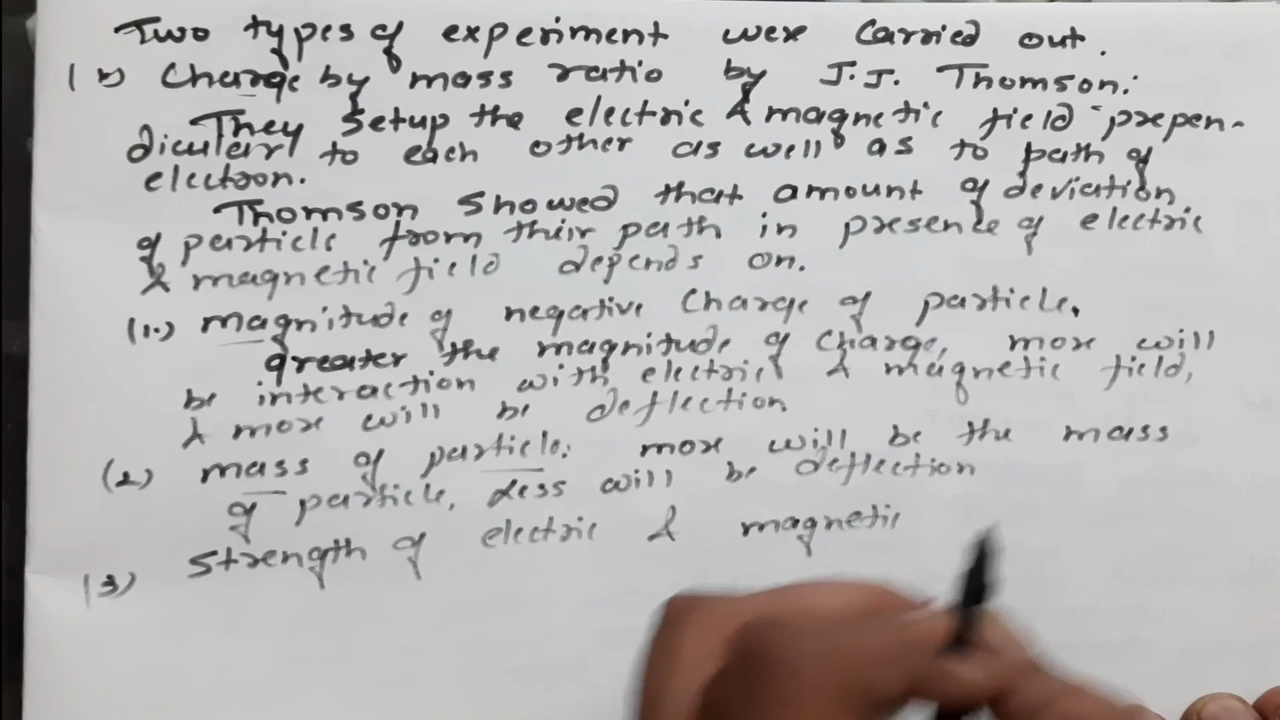 Two types of experiment were Carried out.
(1) Charge by mass ratio by J.J. Thomson:
They setup the electric & magnetic field prepen-
dicular to each other as well as to path of
electron.
Thomson showed that amount of deviation
of particle from their path in presence of electric
& magnetic field depends on.
(1.) magnitude of negative Charge of particle.
greater the magnitude of Charge, more will
be interaction with electric & magnetic field,
& more will be deflection
(2) mass of particle: more will be the mass
of particle, less will be deflection
(3) Strength of electric & magnetic